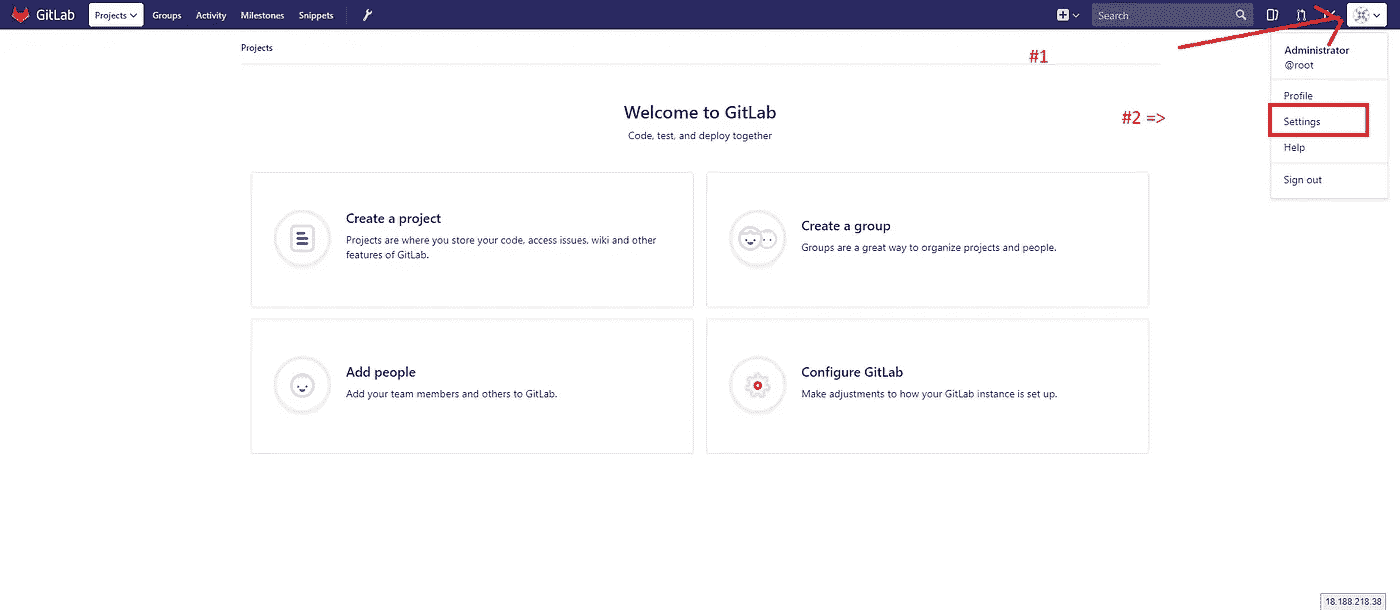 GitLab Projects Groups Activity Milestones Snippets Search
Projects
#1
Administrator
@root
Profile
#2 =>
Settings
Help
Sign out
Welcome to GitLab
Code, test, and deploy together
Create a project
Projects are where you store your code, access issues, wiki and other
features of GitLab.
Create a group
Groups are a great way to organize projects and people.
Add people
Add your team members and others to GitLab.
Configure GitLab
Make adjustments to how your GitLab instance is set up.
18.188.218.38